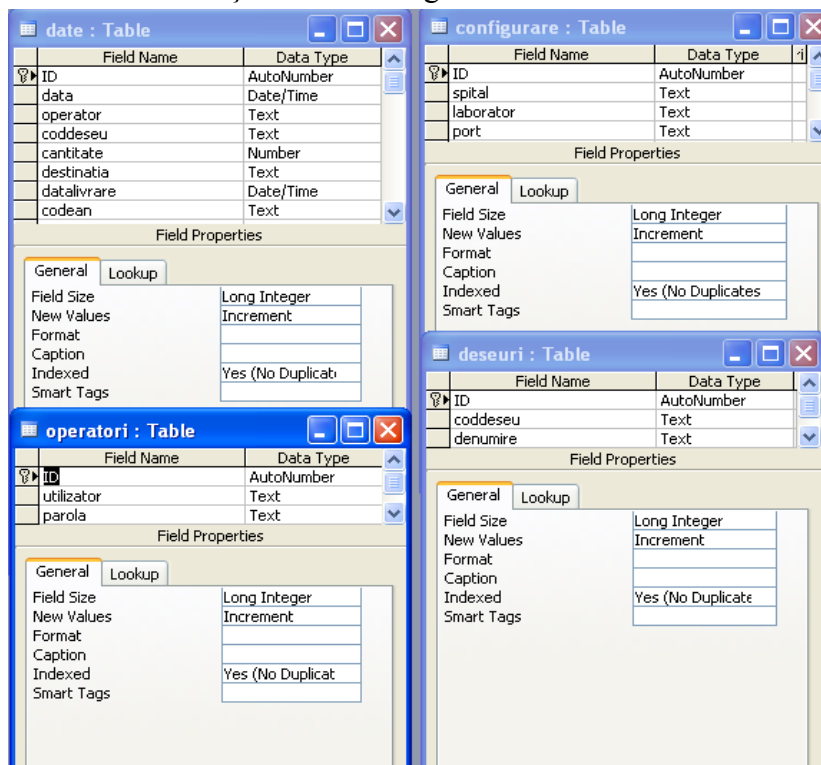 date : Table
Field Name Data Type
ID AutoNumber
data Date/Time
operator Text
coddeseu Text
cantitate Number
destinatia Text
datalivrare Date/Time
codean Text
Field Properties
General Lookup
Field Size Long Integer
New Values Increment
Format
Caption
Indexed Yes (No Duplicat
Smart Tags
configurare : Table
Field Name Data Type
ID AutoNumber
spital Text
laborator Text
port Text
Field Properties
General Lookup
Field Size Long Integer
New Values Increment
Format
Caption
Indexed Yes (No Duplicates
Smart Tags
operatori : Table
Field Name Data Type
ID AutoNumber
utilizator Text
parola Text
Field Properties
General Lookup
Field Size Long Integer
New Values Increment
Format
Caption
Indexed Yes (No Duplicat
Smart Tags
deseuri : Table
Field Name Data Type
ID AutoNumber
coddeseu Text
denumire Text
Field Properties
General Lookup
Field Size Long Integer
New Values Increment
Format
Caption
Indexed Yes (No Duplicate
Smart Tags